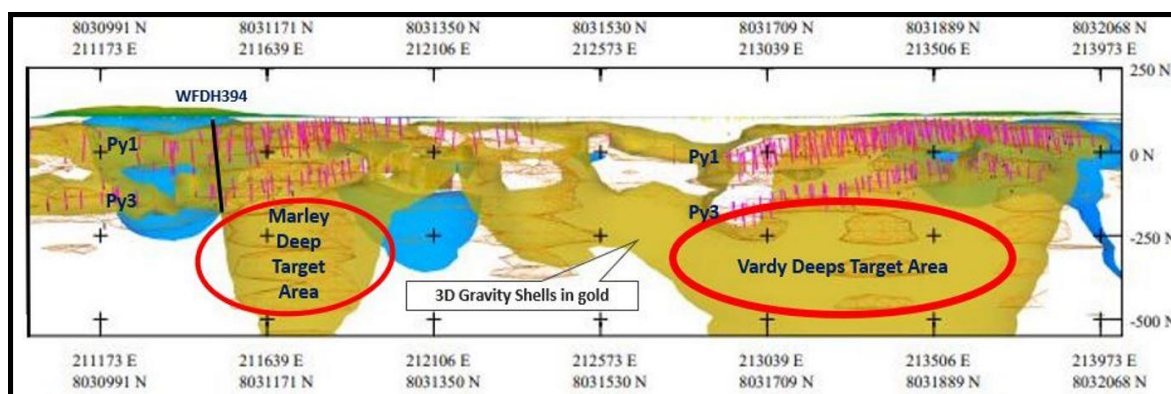 8030991 N 8031171 N 8031350 N 8031530 N 8031709 N 8031889 N 8032068 N
211173 E 211639 E 212106 E 212573 E 213039 E 213506 E 213973 E
250 N
WFDH394
Py1 Py1
0 N
Py3 Py3
Marley
Deep
Target
Area
-250 N
Vardy Deeps Target Area
3D Gravity Shells in gold
-500 N
211173 E 211639 E 212106 E 212573 E 213039 E 213506 E 213973 E
8030991 N 8031171 N 8031350 N 8031530 N 8031709 N 8031889 N 8032068 N